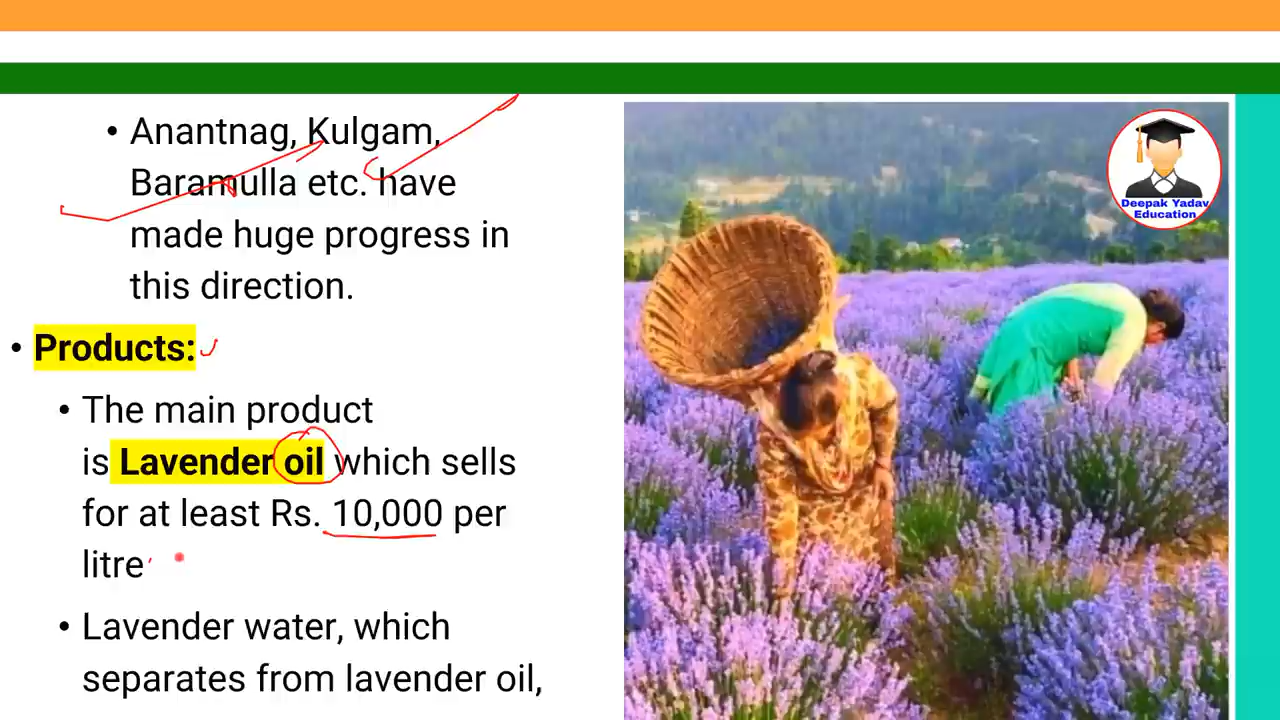 • Anantnag, Kulgam,
Baramulla etc. have
made huge progress in
this direction.
• Products:
• The main product
is Lavender oil which sells
for at least Rs. 10,000 per
litre
• Lavender water, which
separates from lavender oil,
Deepak Yadav
Education